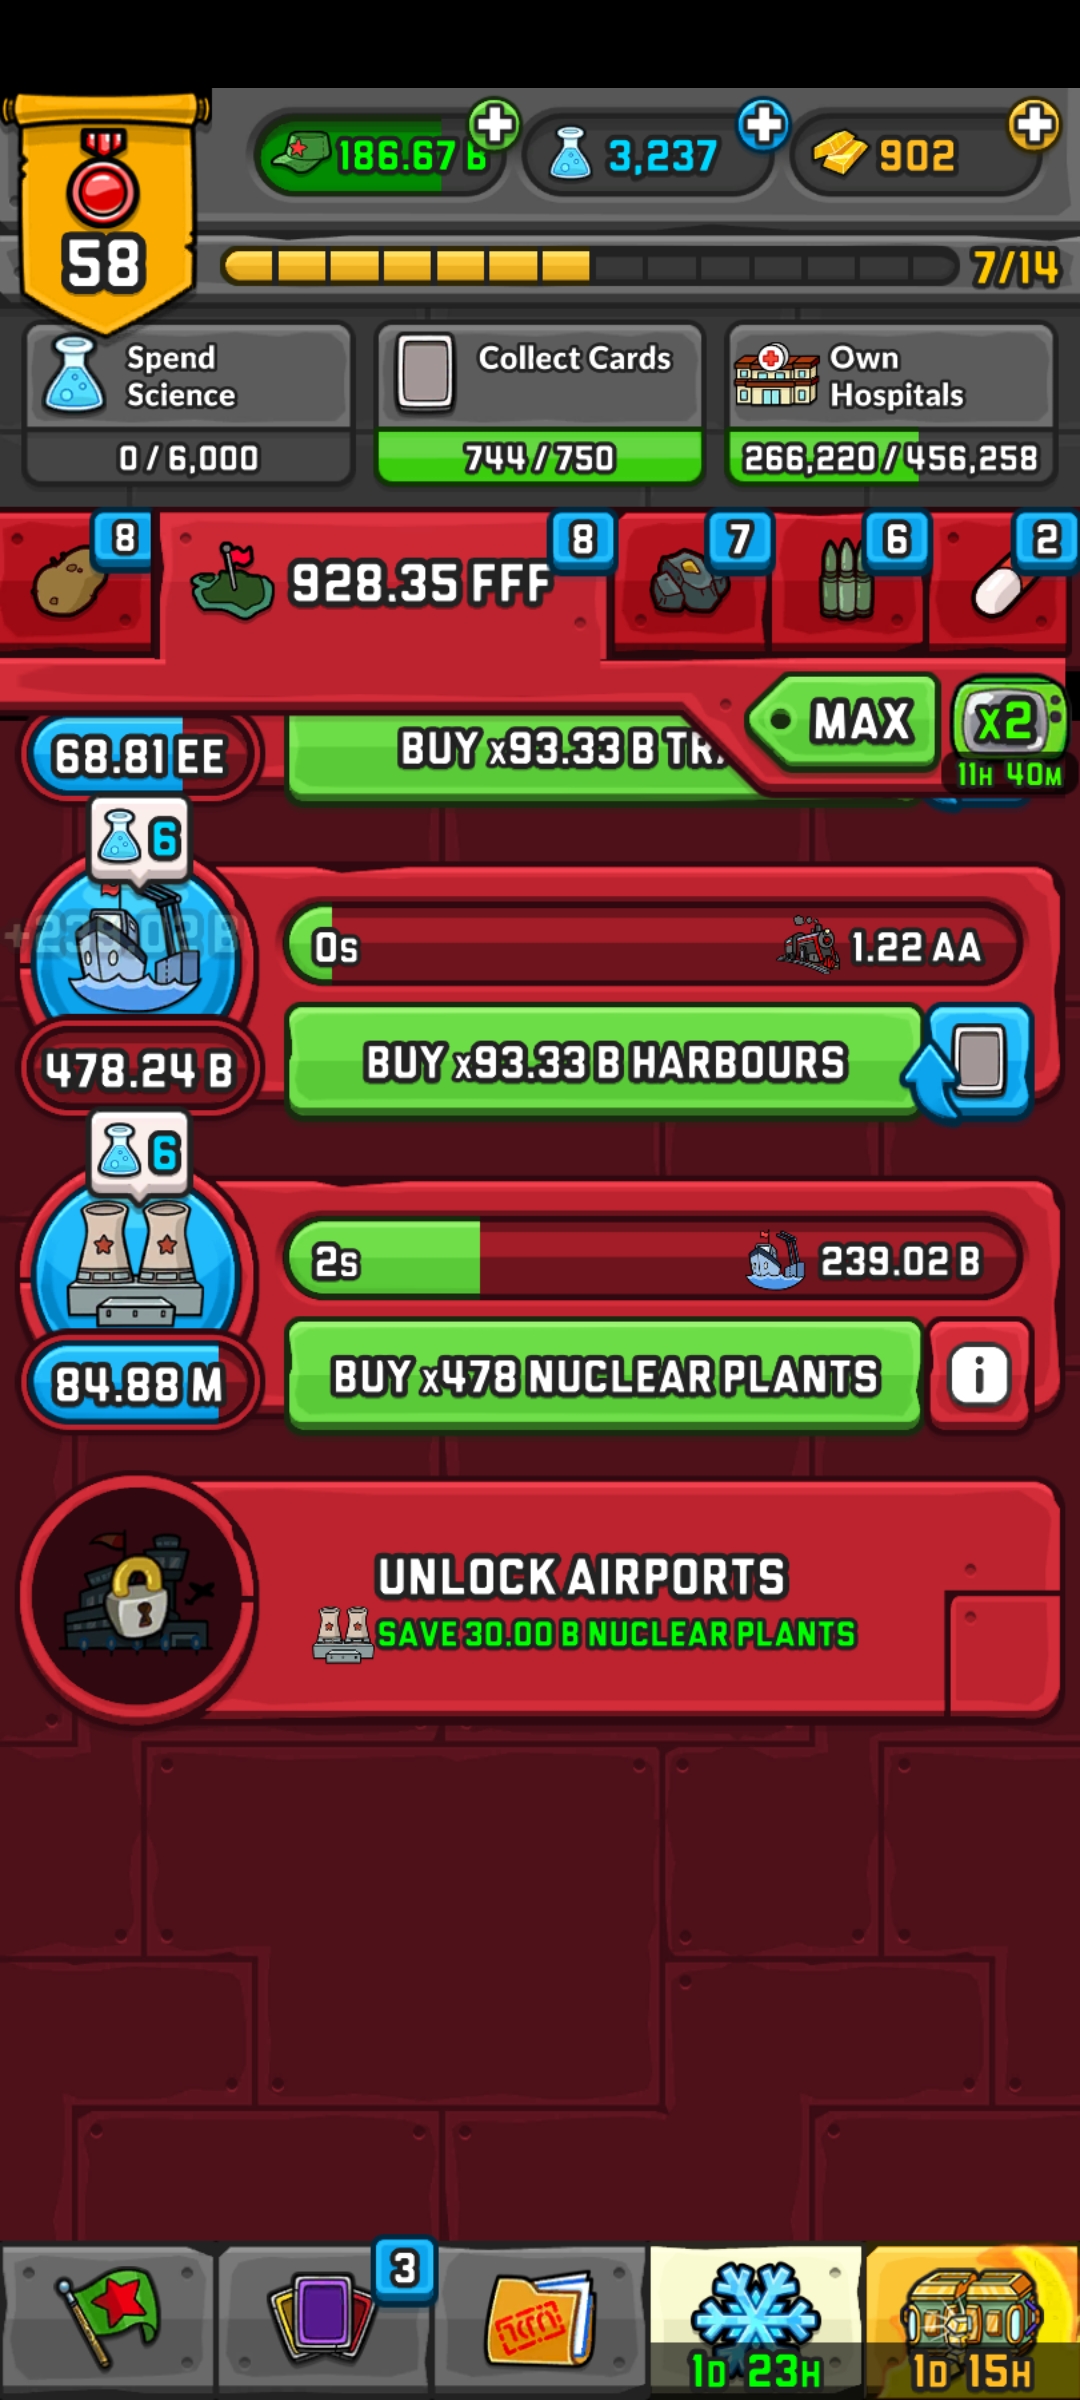 186.67 B
3,237
902
58
7/14
Spend
Science
Collect Cards
Own
Hospitals
0 / 6,000
744 / 750
266,220 / 456,258
8
928.35 FFF
8
7
6
2
MAX
x2
11H 40M
68.81 EE
BUY x93.33 B TR
6
+239.02 B
0s
1.22 AA
478.24 B
BUY x93.33 B HARBOURS
6
2s
239.02 B
84.88 M
BUY x478 NUCLEAR PLANTS
i
UNLOCK AIRPORTS
SAVE 30.00 B NUCLEAR PLANTS
3
1D 23H
1D 15H